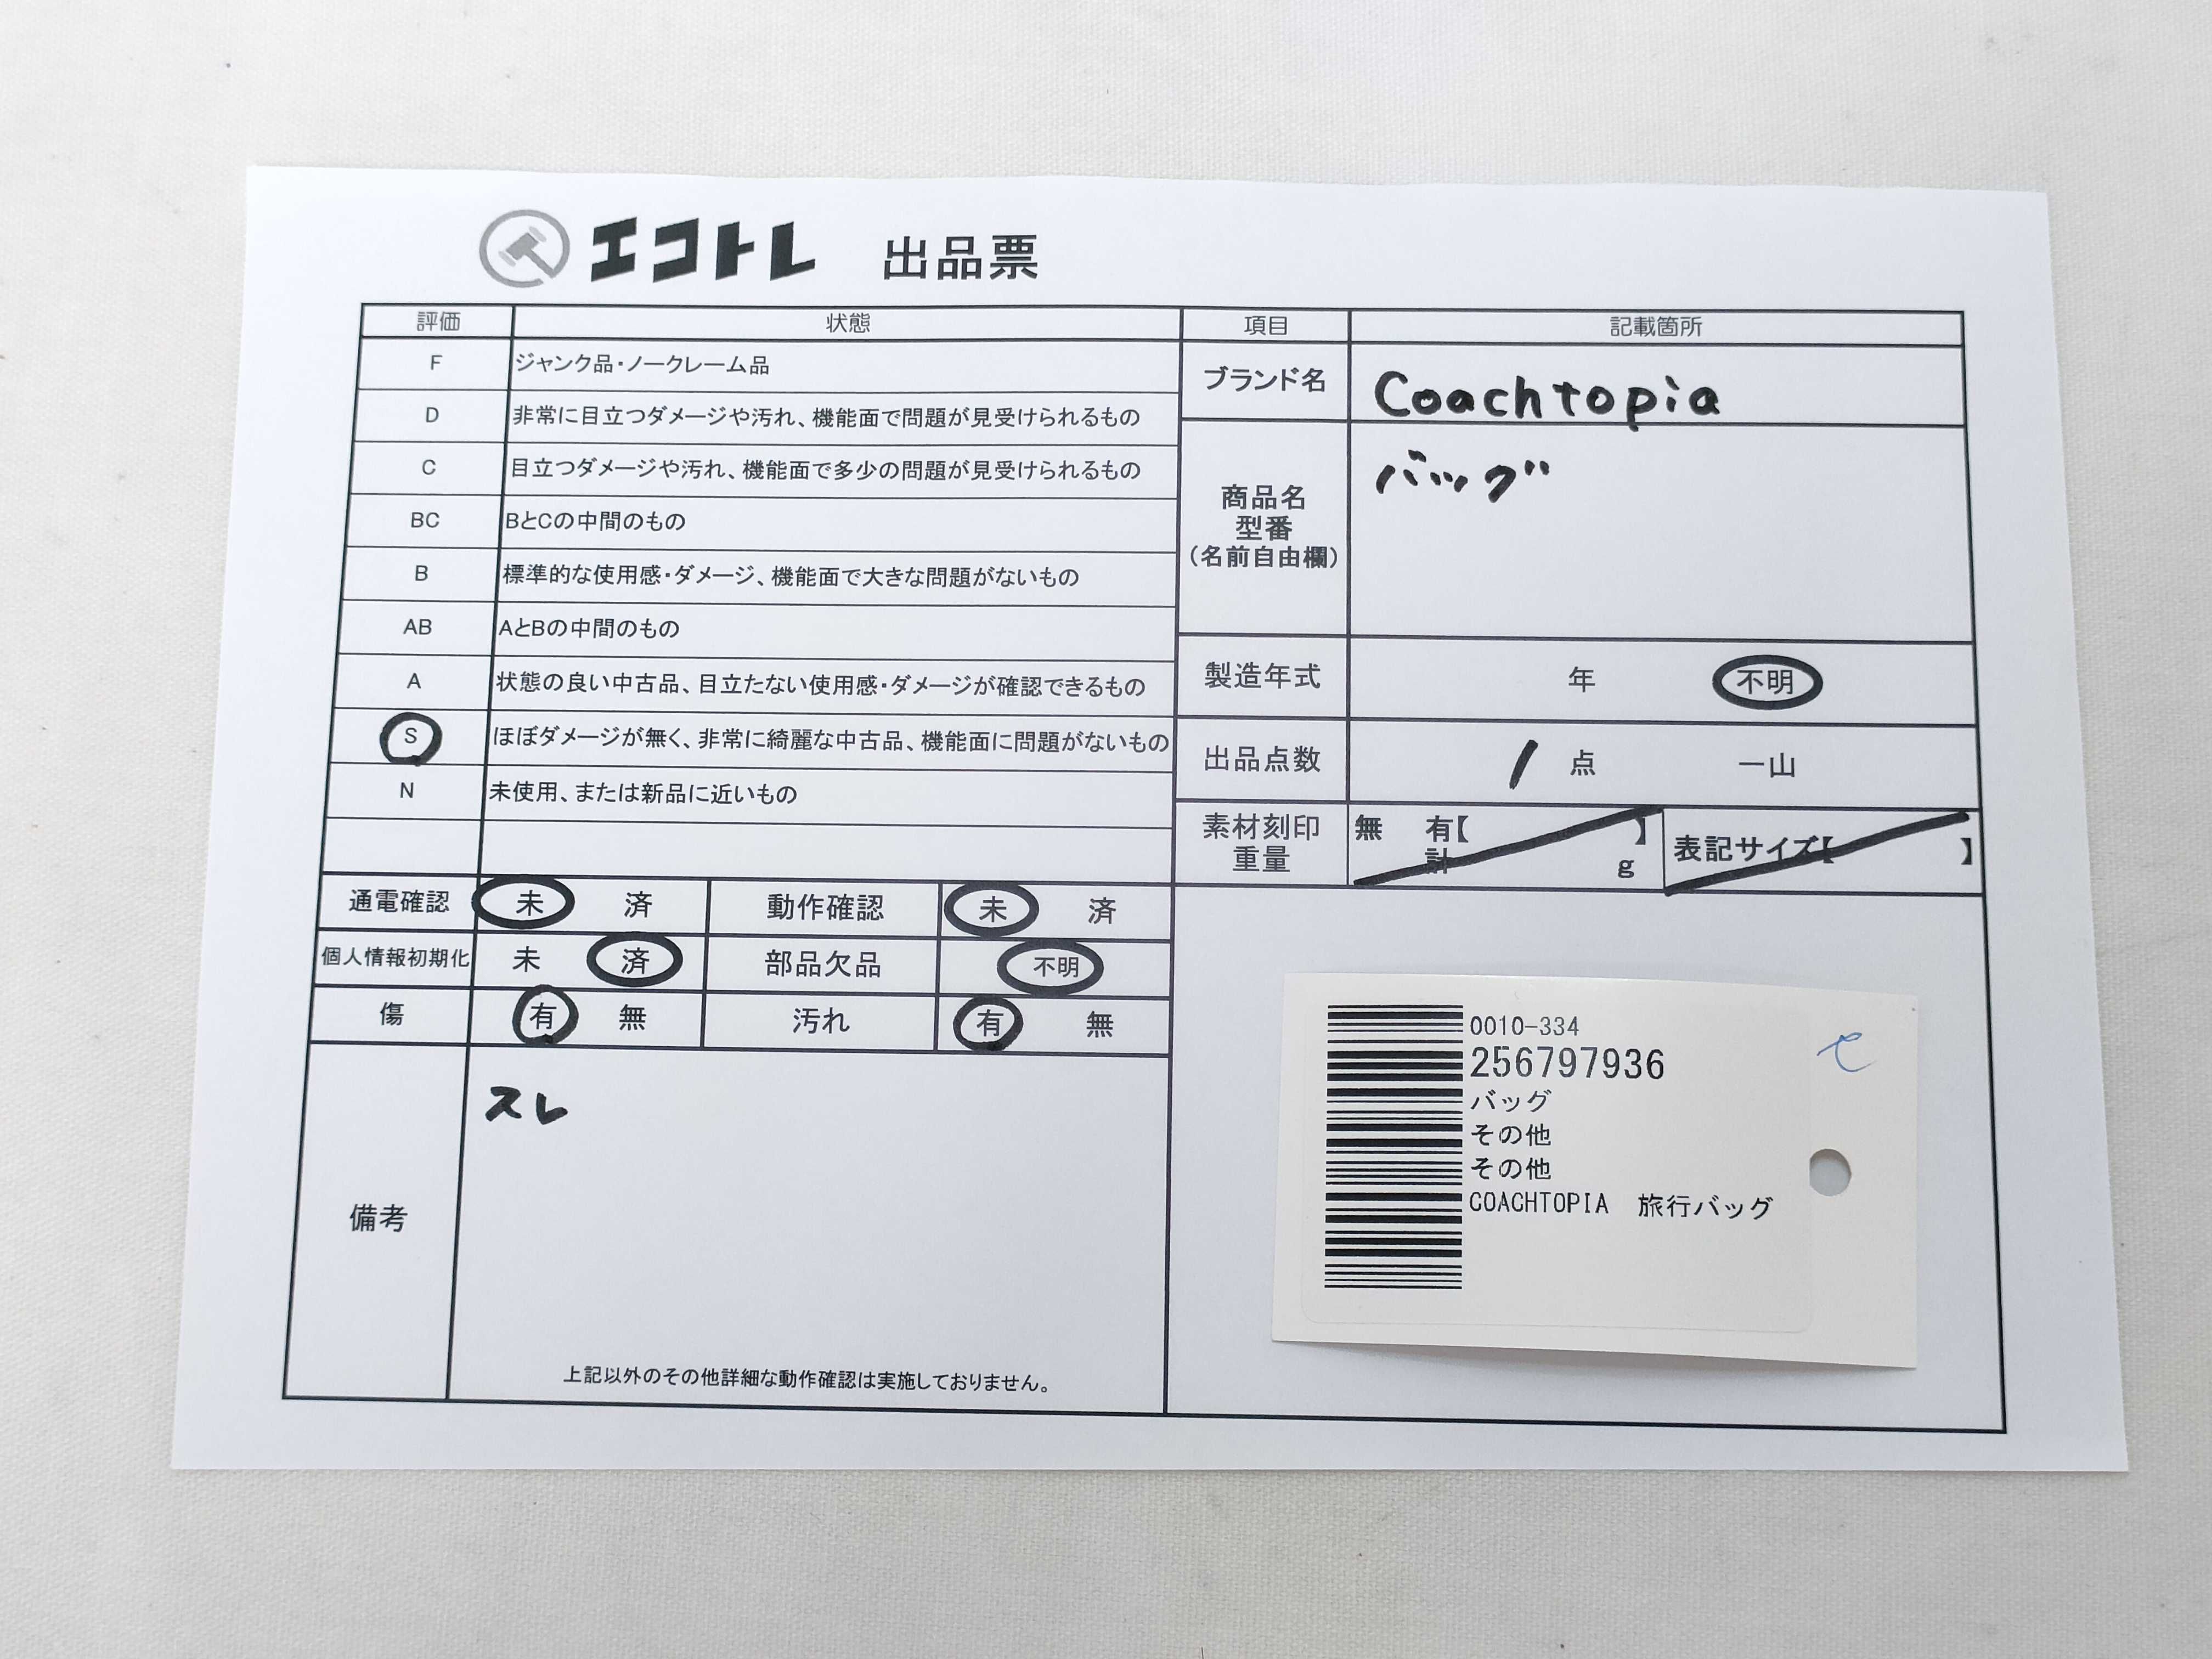 エコトレ 出品票
評価 状態 項目 記載箇所
F ジャンク品・ノークレーム品
D 非常に目立つダメージや汚れ、機能面で問題が見受けられるもの
C 目立つダメージや汚れ、機能面で多少の問題が見受けられるもの
BC BとCの中間のもの
B 標準的な使用感・ダメージ、機能面で大きな問題がないもの
AB AとBの中間のもの
A 状態の良い中古品、目立たない使用感・ダメージが確認できるもの
S ほぼダメージが無く、非常に綺麗な中古品、機能面に問題がないもの
N 未使用、または新品に近いもの
ブランド名 Coachtopia
商品名 バッグ
型番
(名前自由欄)
製造年式 年 不明
出品点数 1 点 一山
素材刻印 無 有【 】 表記サイズ【 】
重量 計 g
通電確認 未 済 動作確認 未 済
個人情報初期化 未 済 部品欠品 不明
傷 有 無 汚れ 有 無
備考 スレ
上記以外のその他詳細な動作確認は実施しておりません。
0010-334
256797936
バッグ
その他
その他
COACHTOPIA 旅行バッグ